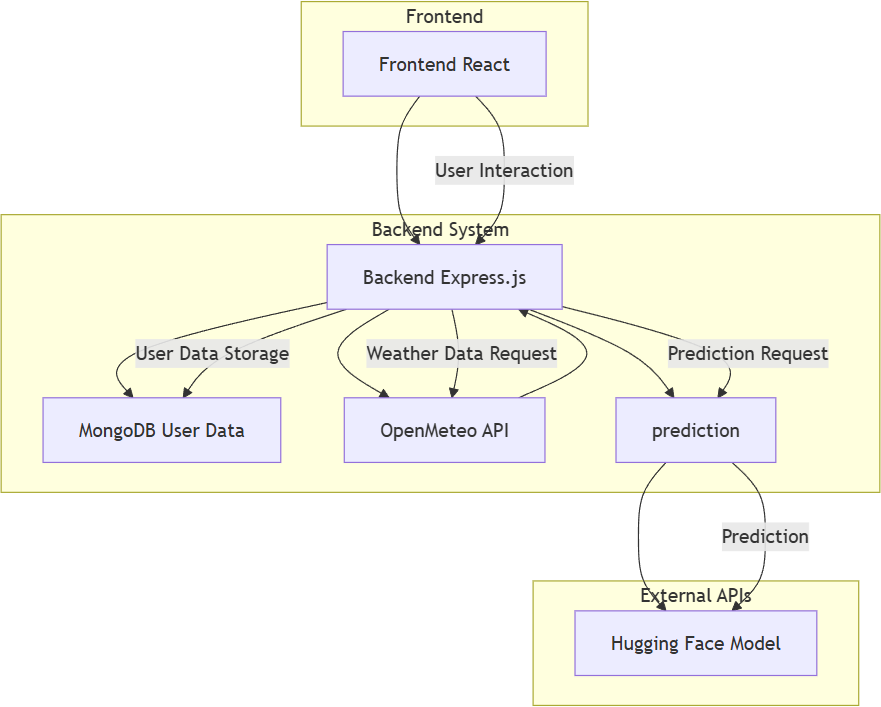 Frontend
Frontend React
User Interaction
Backend System
Backend Express.js
User Data Storage
Weather Data Request
Prediction Request
MongoDB User Data
OpenMeteo API
prediction
Prediction
External APIs
Hugging Face Model